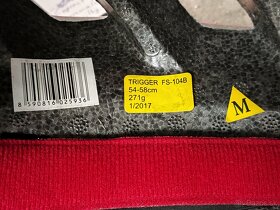 TRIGGER FS-104B
54-58cm
271g
1/2017
8 590816 025936
M